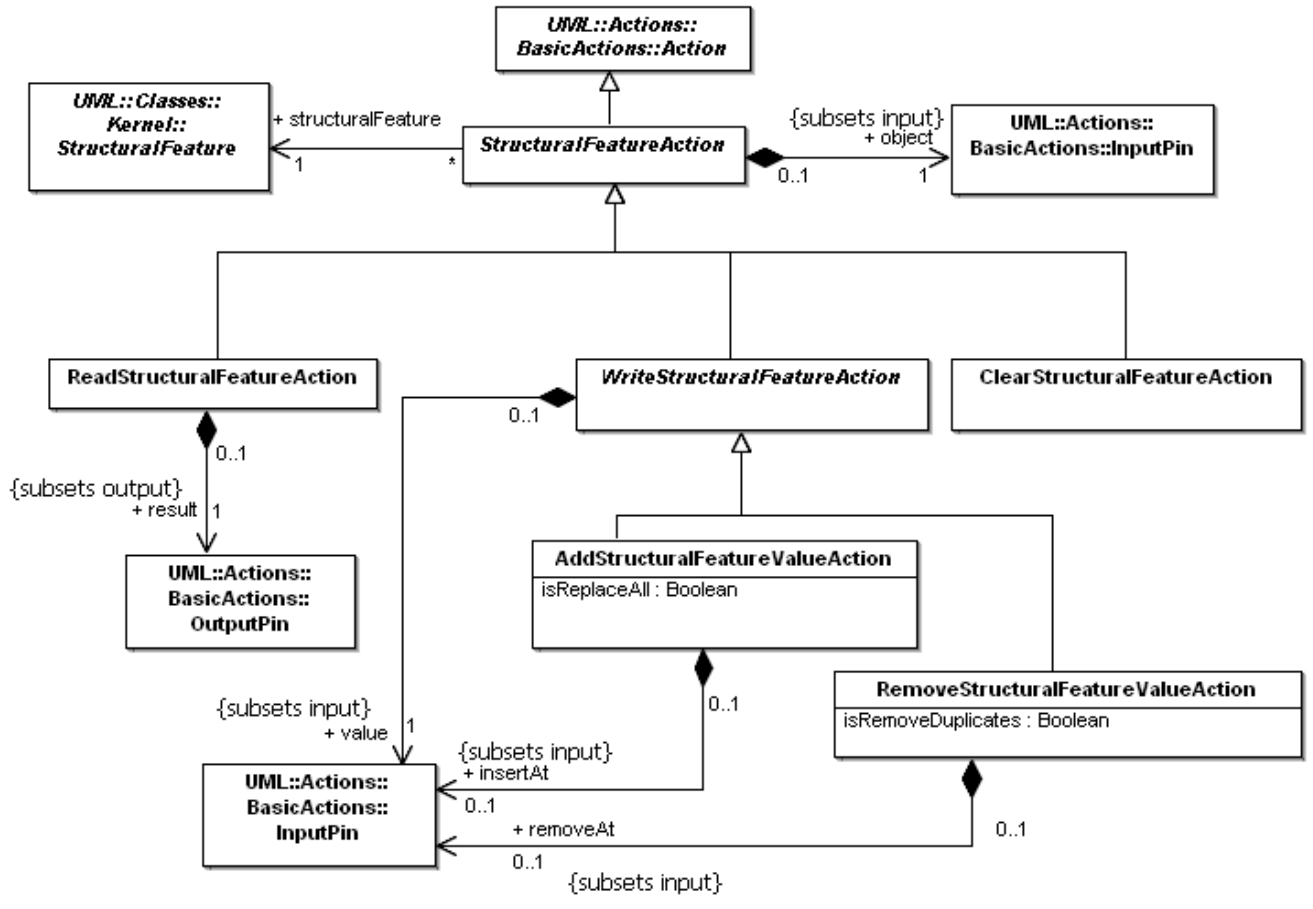 UML::Actions::
BasicActions::Action
UML::Classes::
Kernel::
StructuralFeature
+ structuralFeature
1
*
StructuralFeatureAction
{subsets input}
+ object
0..1
1
UML::Actions::
BasicActions::InputPin
ReadStructuralFeatureAction
WriteStructuralFeatureAction
ClearStructuralFeatureAction
0..1
0..1
{subsets output}
+ result
1
UML::Actions::
BasicActions::
OutputPin
AddStructuralFeatureValueAction
isReplaceAll : Boolean
RemoveStructuralFeatureValueAction
isRemoveDuplicates : Boolean
{subsets input}
+ value
1
0..1
{subsets input}
+ insertAt
0..1
UML::Actions::
BasicActions::
InputPin
+ removeAt
0..1
0..1
{subsets input}